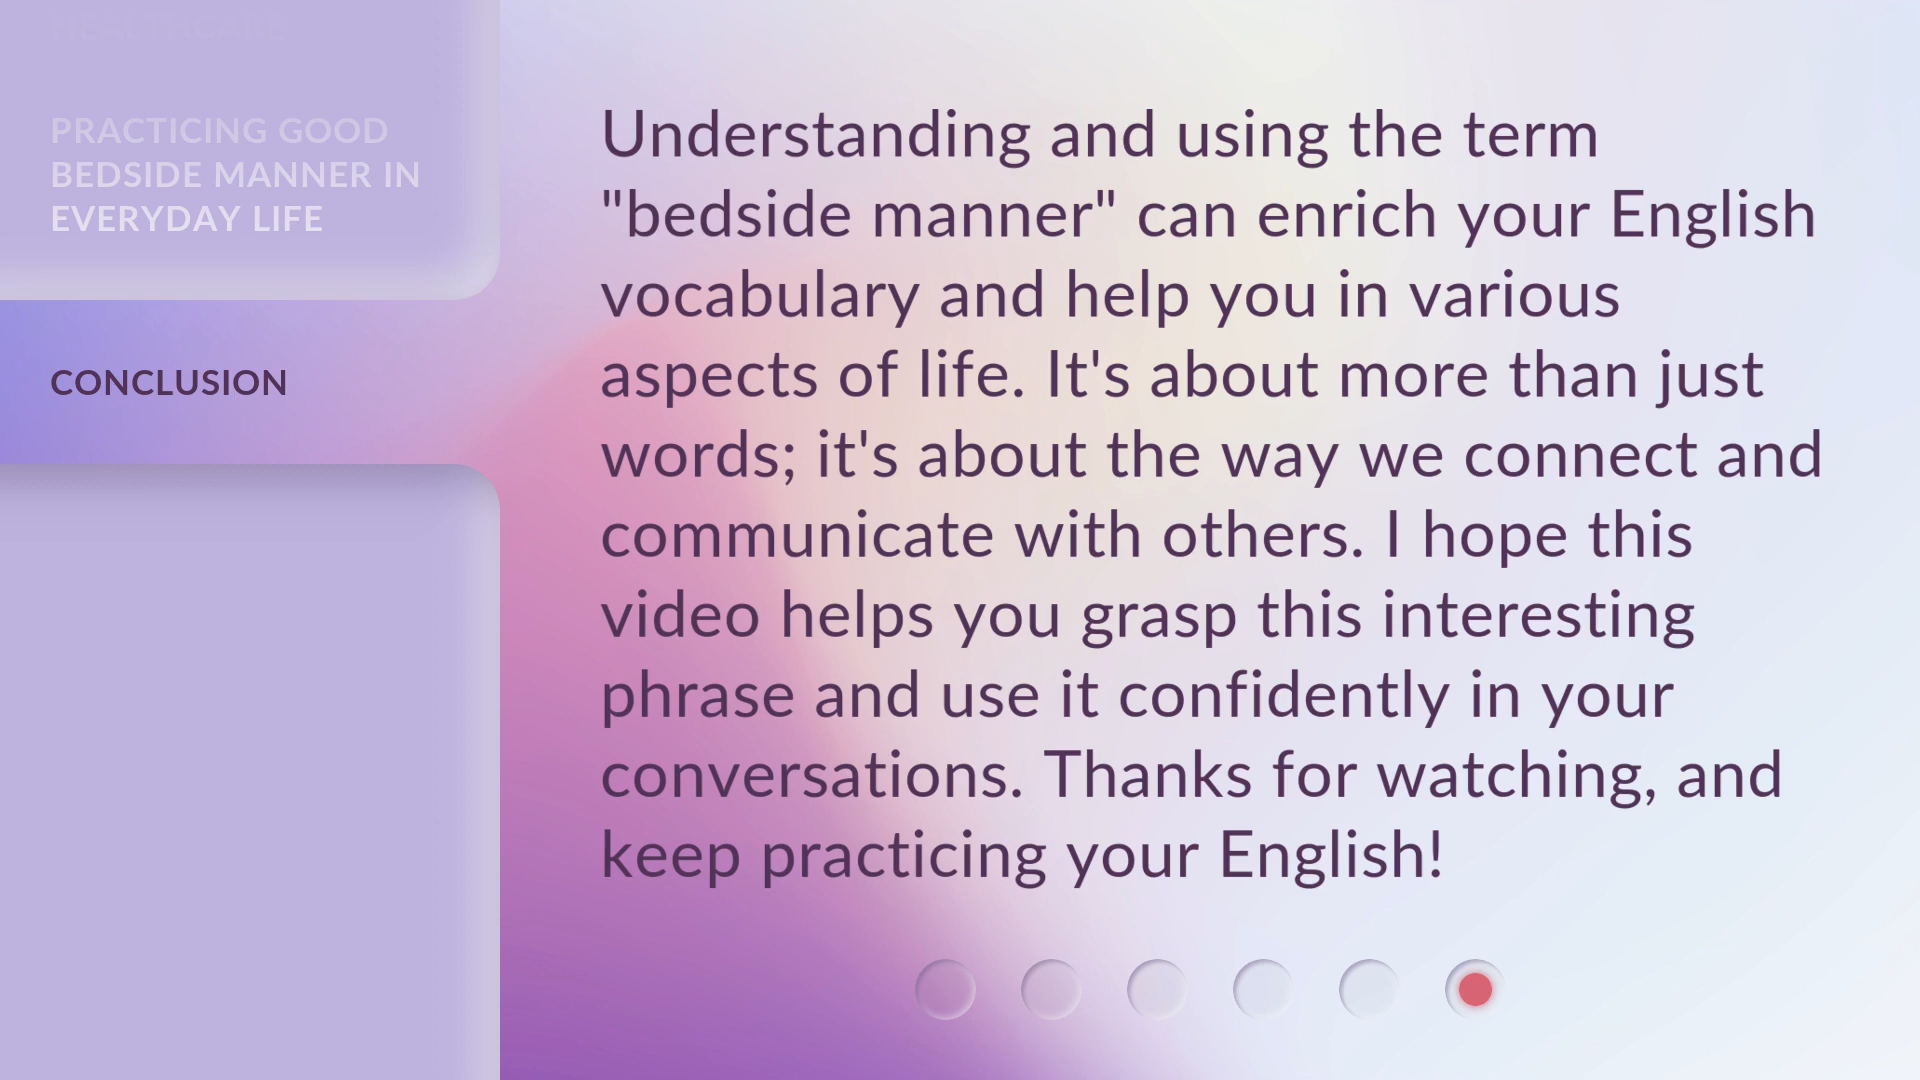 HEALTHCARE
PRACTICING GOOD
BEDSIDE MANNER IN
EVERYDAY LIFE
CONCLUSION
Understanding and using the term
"bedside manner" can enrich your English
vocabulary and help you in various
aspects of life. It's about more than just
words; it's about the way we connect and
communicate with others. I hope this
video helps you grasp this interesting
phrase and use it confidently in your
conversations. Thanks for watching, and
keep practicing your English!